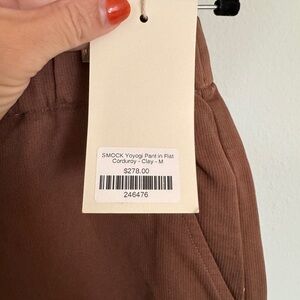 SMOCK Yoyogi Pant in Flat
Corduroy - Clay - M
$278.00
246476